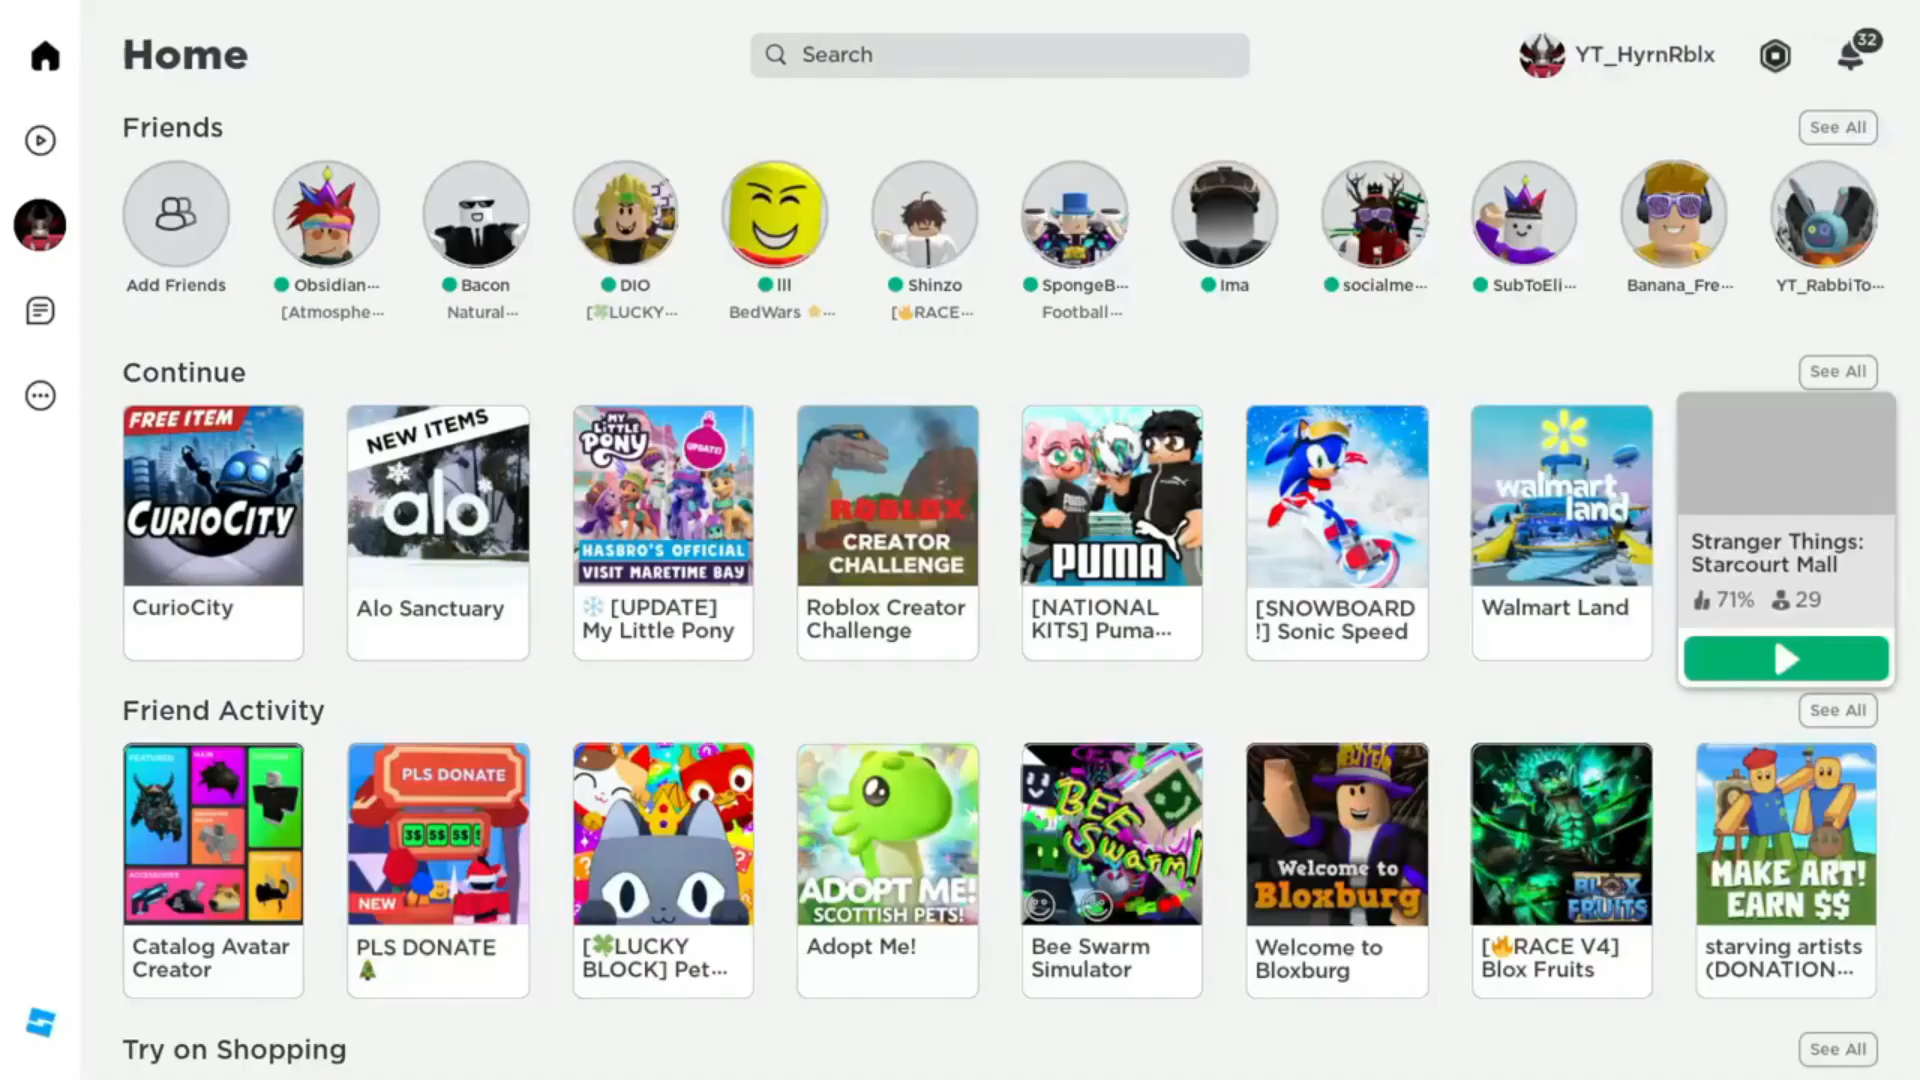 Home
Search
YT_HyrnRblx
32
Friends
See All
Add Friends
Obsidian···
[Atmosphe···
Bacon
Natural···
DIO
[🍀LUCKY···
lll
BedWars ⭐···
Shinzo
[🔥RACE···
SpongeB···
Football···
Ima
socialme···
SubToEli···
Banana_Fre···
YT_RabbiTo···
Continue
See All
FREE ITEM
CURIOCITY
CurioCity
NEW ITEMS
alo
Alo Sanctuary
MY LITTLE PONY
UPDATE!
HASBRO'S OFFICIAL
VISIT MARETIME BAY
❄️ [UPDATE]
My Little Pony
ROBLOX
CREATOR
CHALLENGE
Roblox Creator
Challenge
PUMA
[NATIONAL
KITS] Puma···
[SNOWBOARD
!] Sonic Speed
walmart
land
Walmart Land
Stranger Things:
Starcourt Mall
71% 29
Friend Activity
See All
FEATURED
MAIN
ACCESSORIES
Catalog Avatar
Creator
PLS DONATE
NEW
PLS DONATE
🎄
[🍀LUCKY
BLOCK] Pet···
ADOPT ME!
SCOTTISH PETS!
Adopt Me!
BEE
Swarm!
Bee Swarm
Simulator
Welcome to
Bloxburg
Welcome to
Bloxburg
BLOX
FRUITS
[🔥RACE V4]
Blox Fruits
MAKE ART!
EARN $$
starving artists
(DONATION···
Try on Shopping
See All